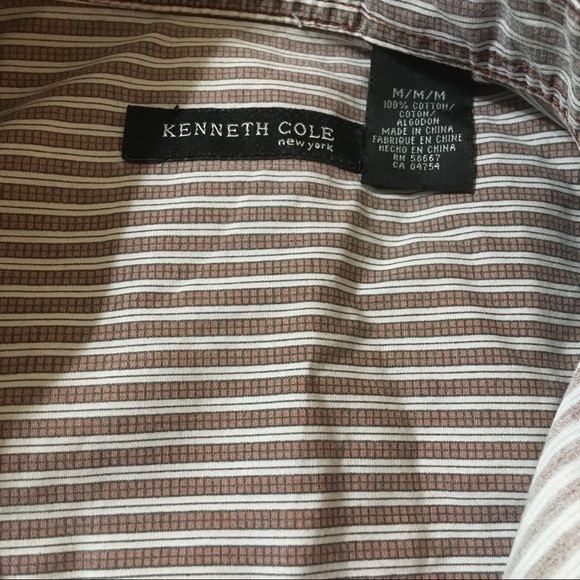 KENNETH COLE
new york
M/M/M
100% COTTON/
COTON/
ALGODON
MADE IN CHINA
FABRIQUE EN CHINE
HECHO EN CHINA
RN 58667
CA 04754